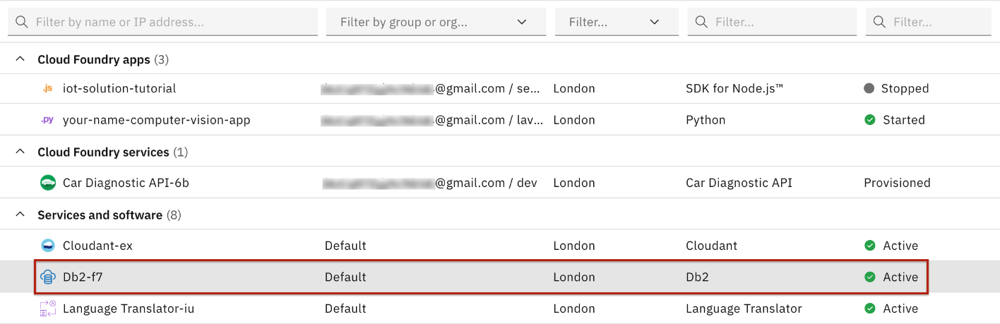 Filter by name or IP address... Filter by group or org... Filter... Filter... Filter...
Cloud Foundry apps (3)
.js iot-solution-tutorial @gmail.com / se... London SDK for Node.js™ Stopped
.py your-name-computer-vision-app @gmail.com / lav... London Python Started
Cloud Foundry services (1)
Car Diagnostic API-6b @gmail.com / dev London Car Diagnostic API Provisioned
Services and software (8)
Cloudant-ex Default London Cloudant Active
Db2-f7 Default London Db2 Active
Language Translator-iu Default London Language Translator Active